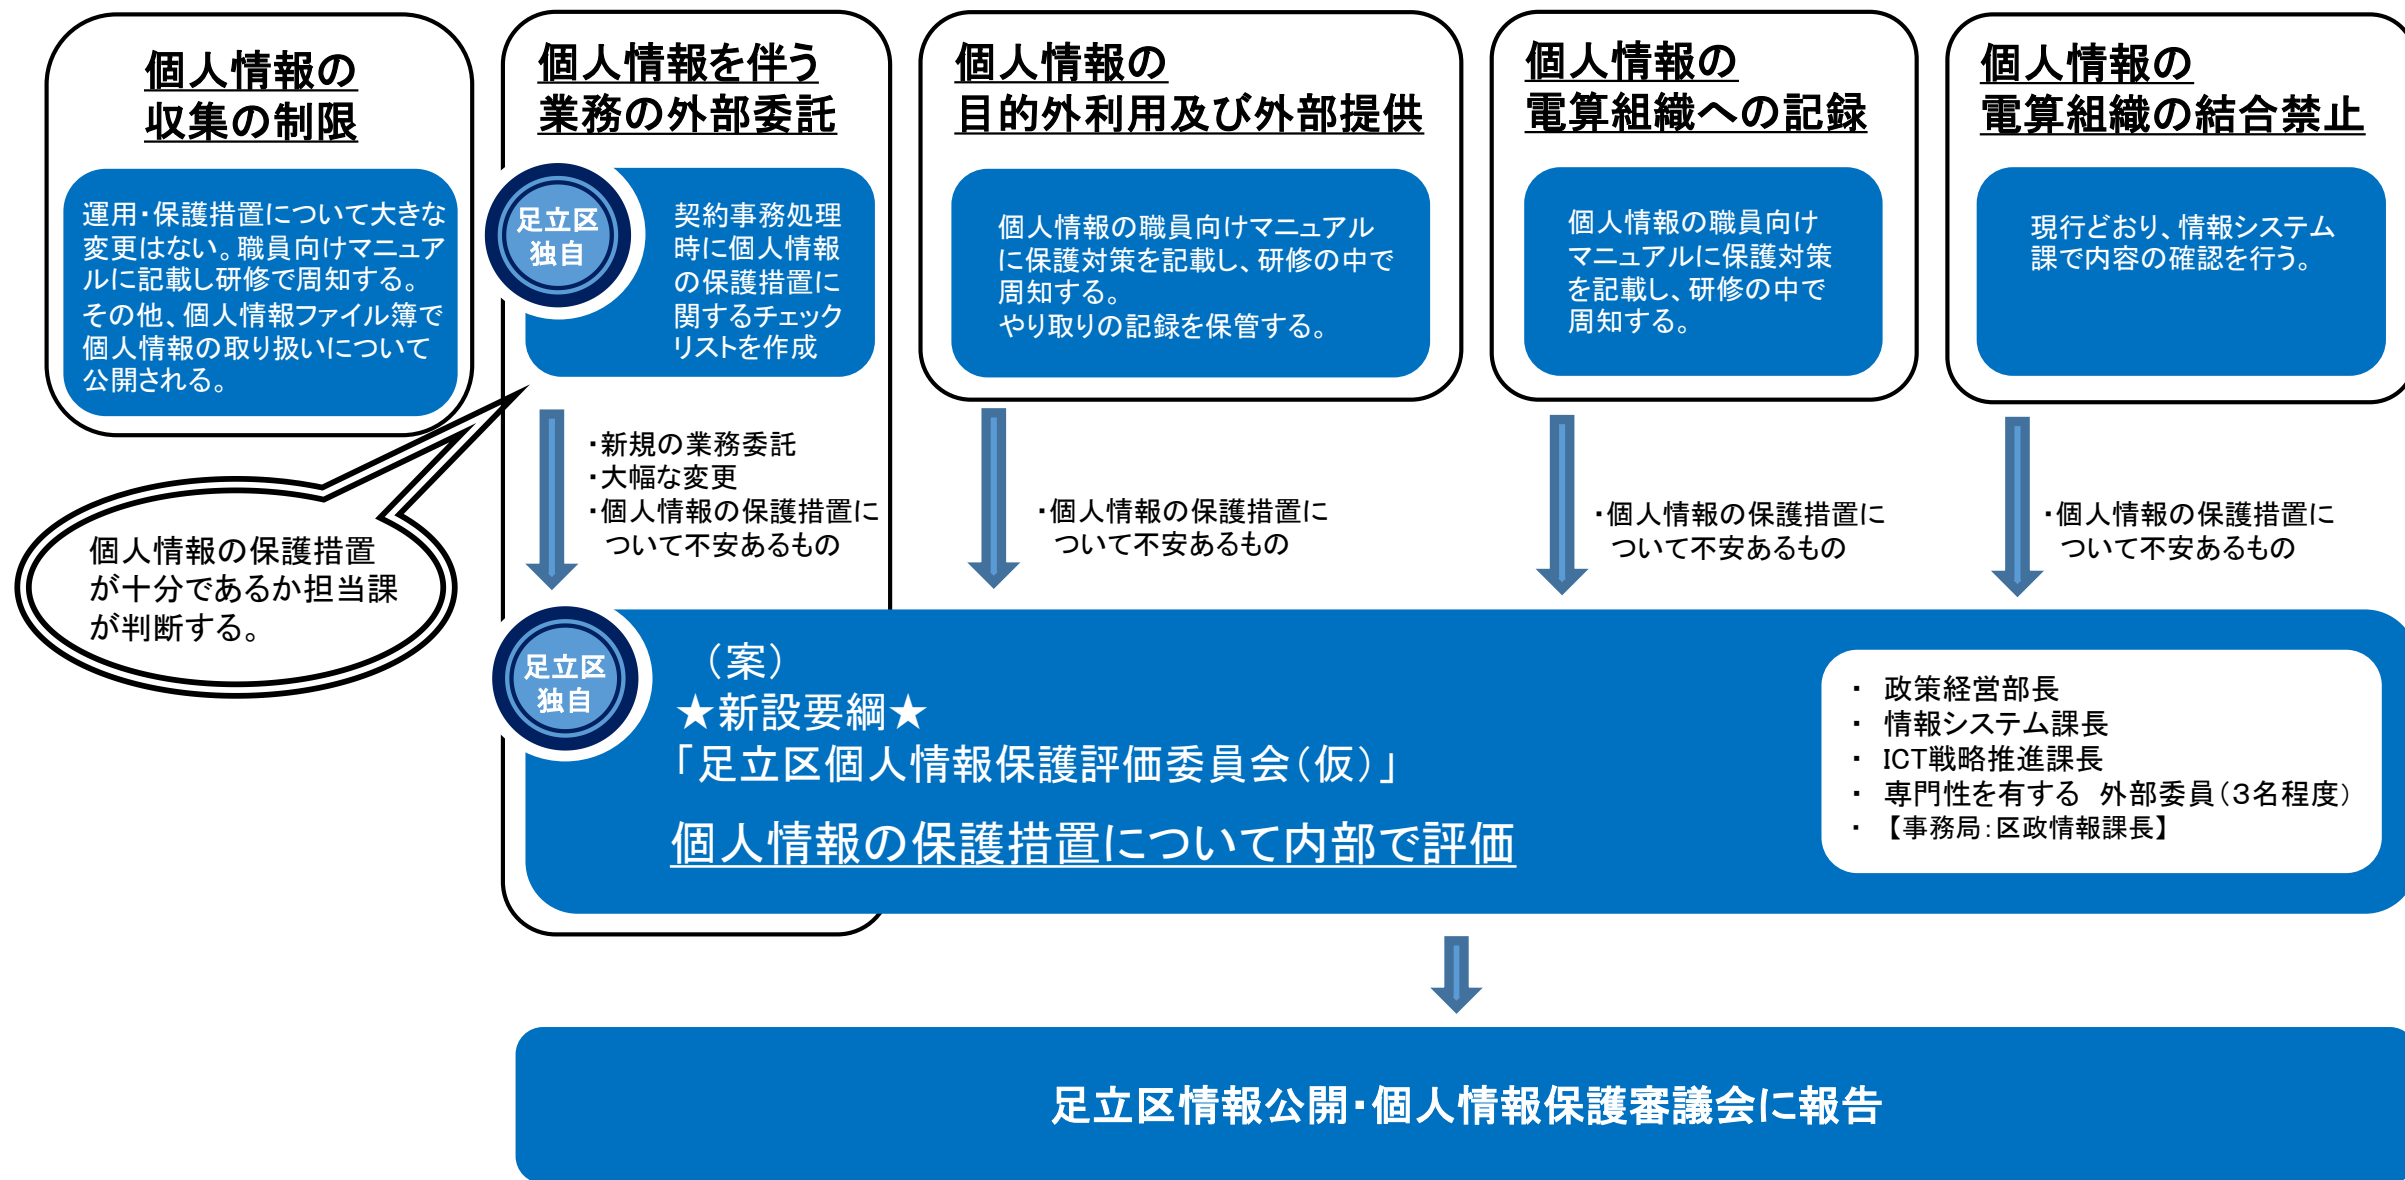 個人情報の
収集の制限
運用・保護措置について大きな
変更はない。職員向けマニュア
ルに記載し研修で周知する。
その他、個人情報ファイル簿で
個人情報の取り扱いについて
公開される。
個人情報を伴う
業務の外部委託
足立区
独自
契約事務処理
時に個人情報
の保護措置に
関するチェック
リストを作成
個人情報の
目的外利用及び外部提供
個人情報の職員向けマニュアル
に保護対策を記載し、研修の中で
周知する。
やり取りの記録を保管する。
個人情報の
電算組織への記録
個人情報の職員向け
マニュアルに保護対策
を記載し、研修の中で
周知する。
個人情報の
電算組織の結合禁止
現行どおり、情報システム
課で内容の確認を行う。
個人情報の保護措置
が十分であるか担当課
が判断する。
・新規の業務委託
・大幅な変更
・個人情報の保護措置に
ついて不安あるもの
・個人情報の保護措置に
ついて不安あるもの
・個人情報の保護措置に
ついて不安あるもの
・個人情報の保護措置に
ついて不安あるもの
足立区
独自
（案）
★新設要綱★
「足立区個人情報保護評価委員会（仮）」
個人情報の保護措置について内部で評価
・ 政策経営部長
・ 情報システム課長
・ ICT戦略推進課長
・ 専門性を有する 外部委員（3名程度）
・ 【事務局：区政情報課長】
足立区情報公開・個人情報保護審議会に報告